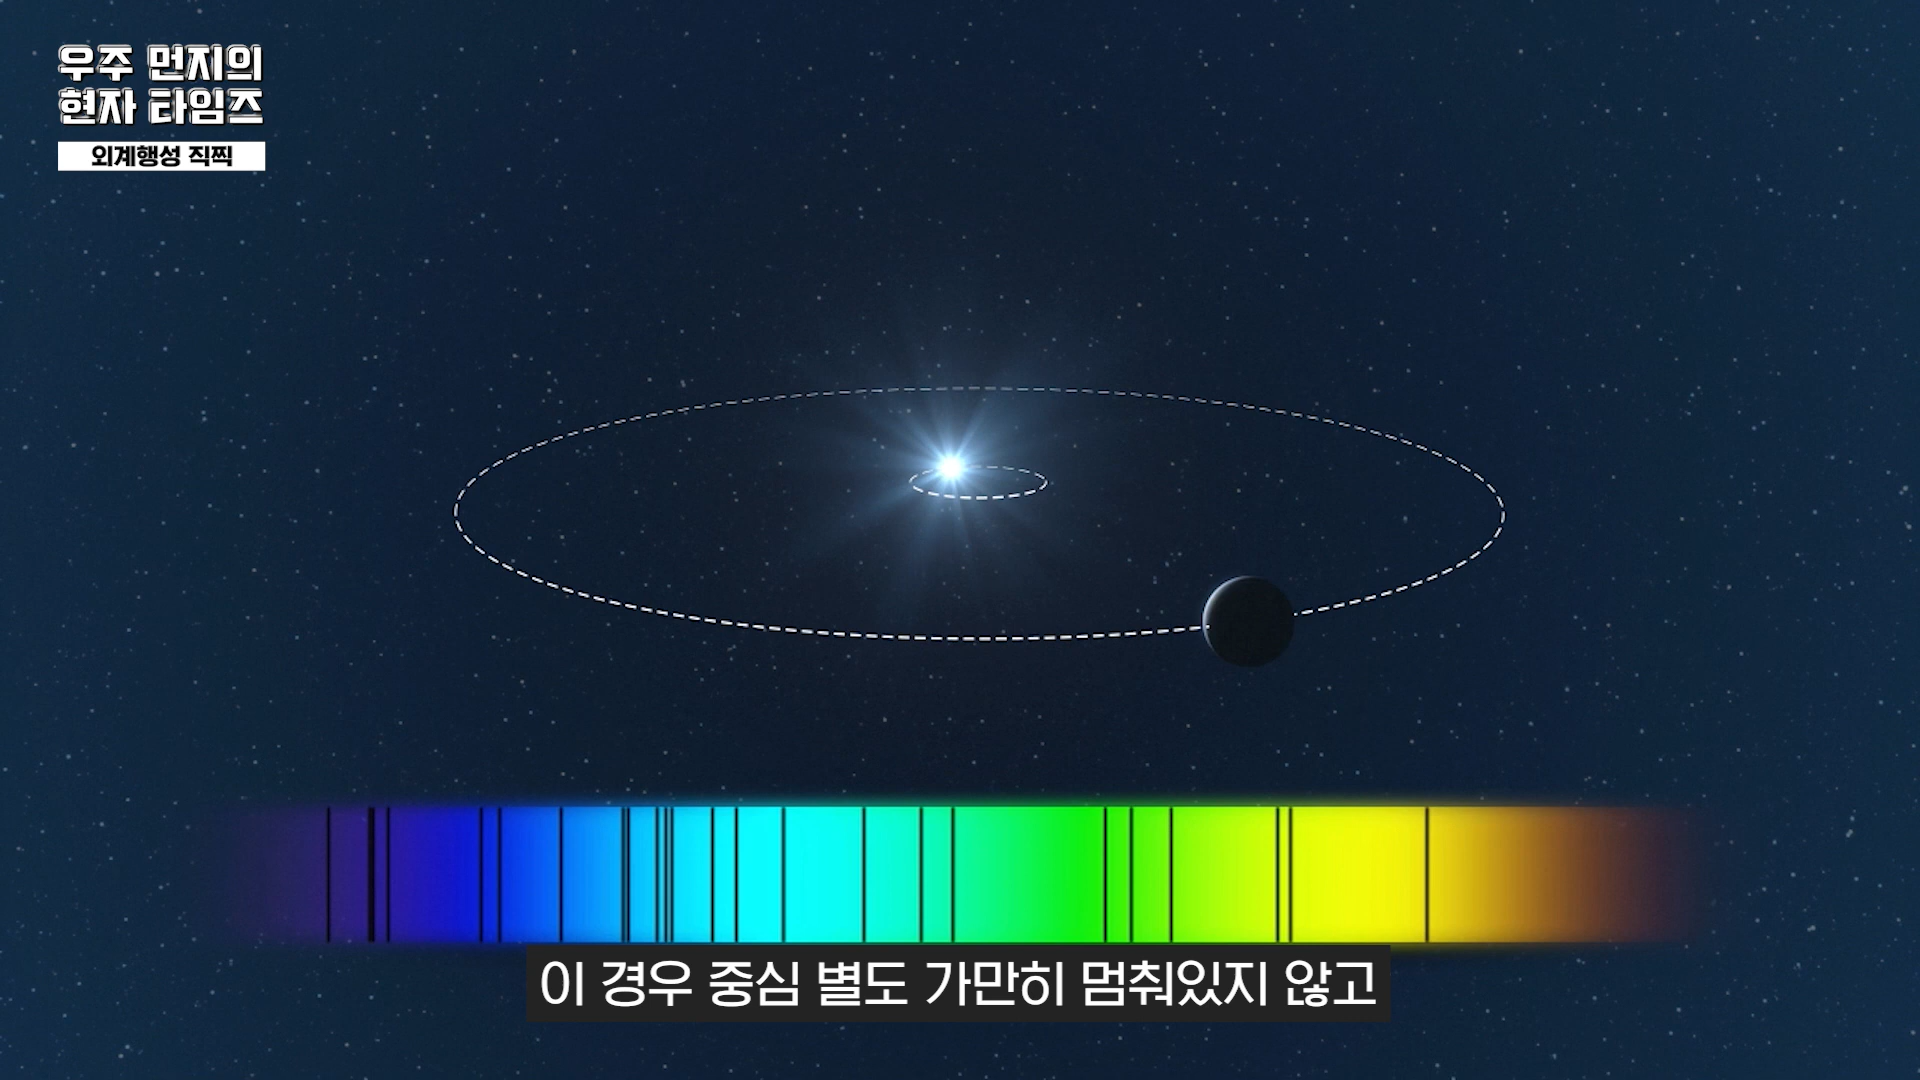 우주 먼지의
현자 타임즈
외계행성 직찍
이 경우 중심 별도 가만히 멈춰있지 않고